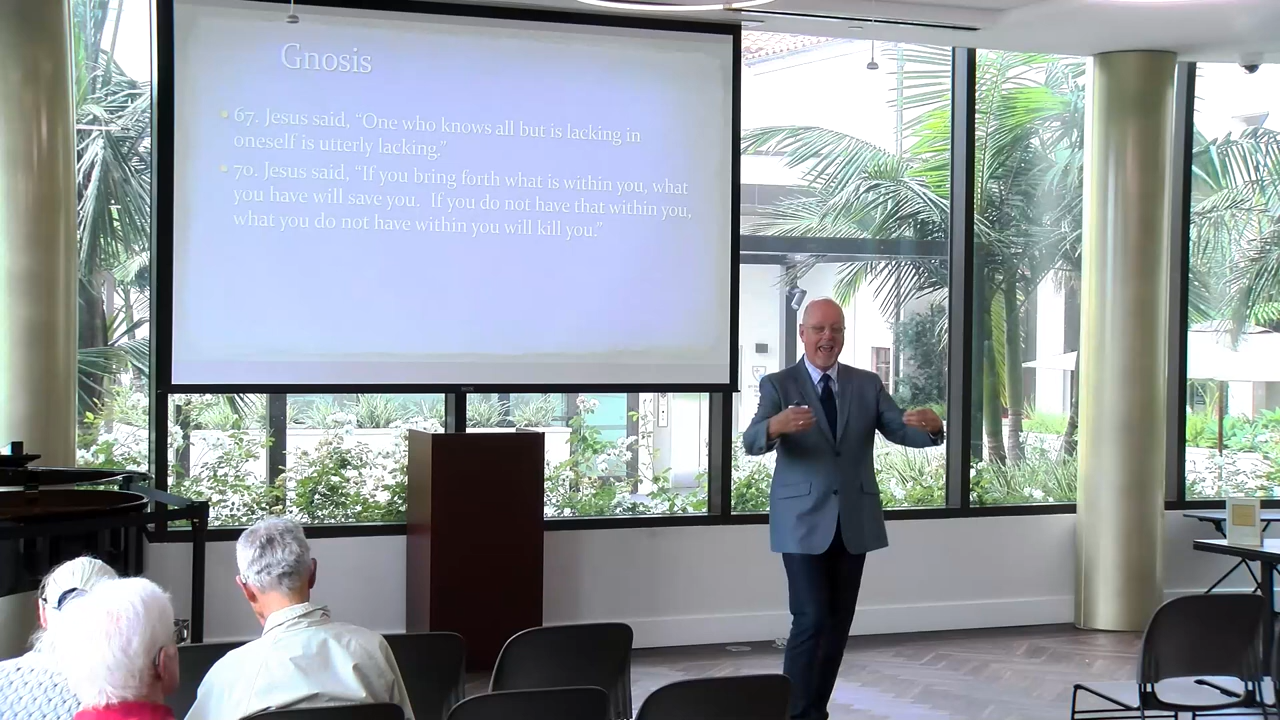 Gnosis
67. Jesus said, “One who knows all but is lacking in
oneself is utterly lacking.”
70. Jesus said, “If you bring forth what is within you, what
you have will save you.  If you do not have that within you,
what you do not have within you will kill you.”